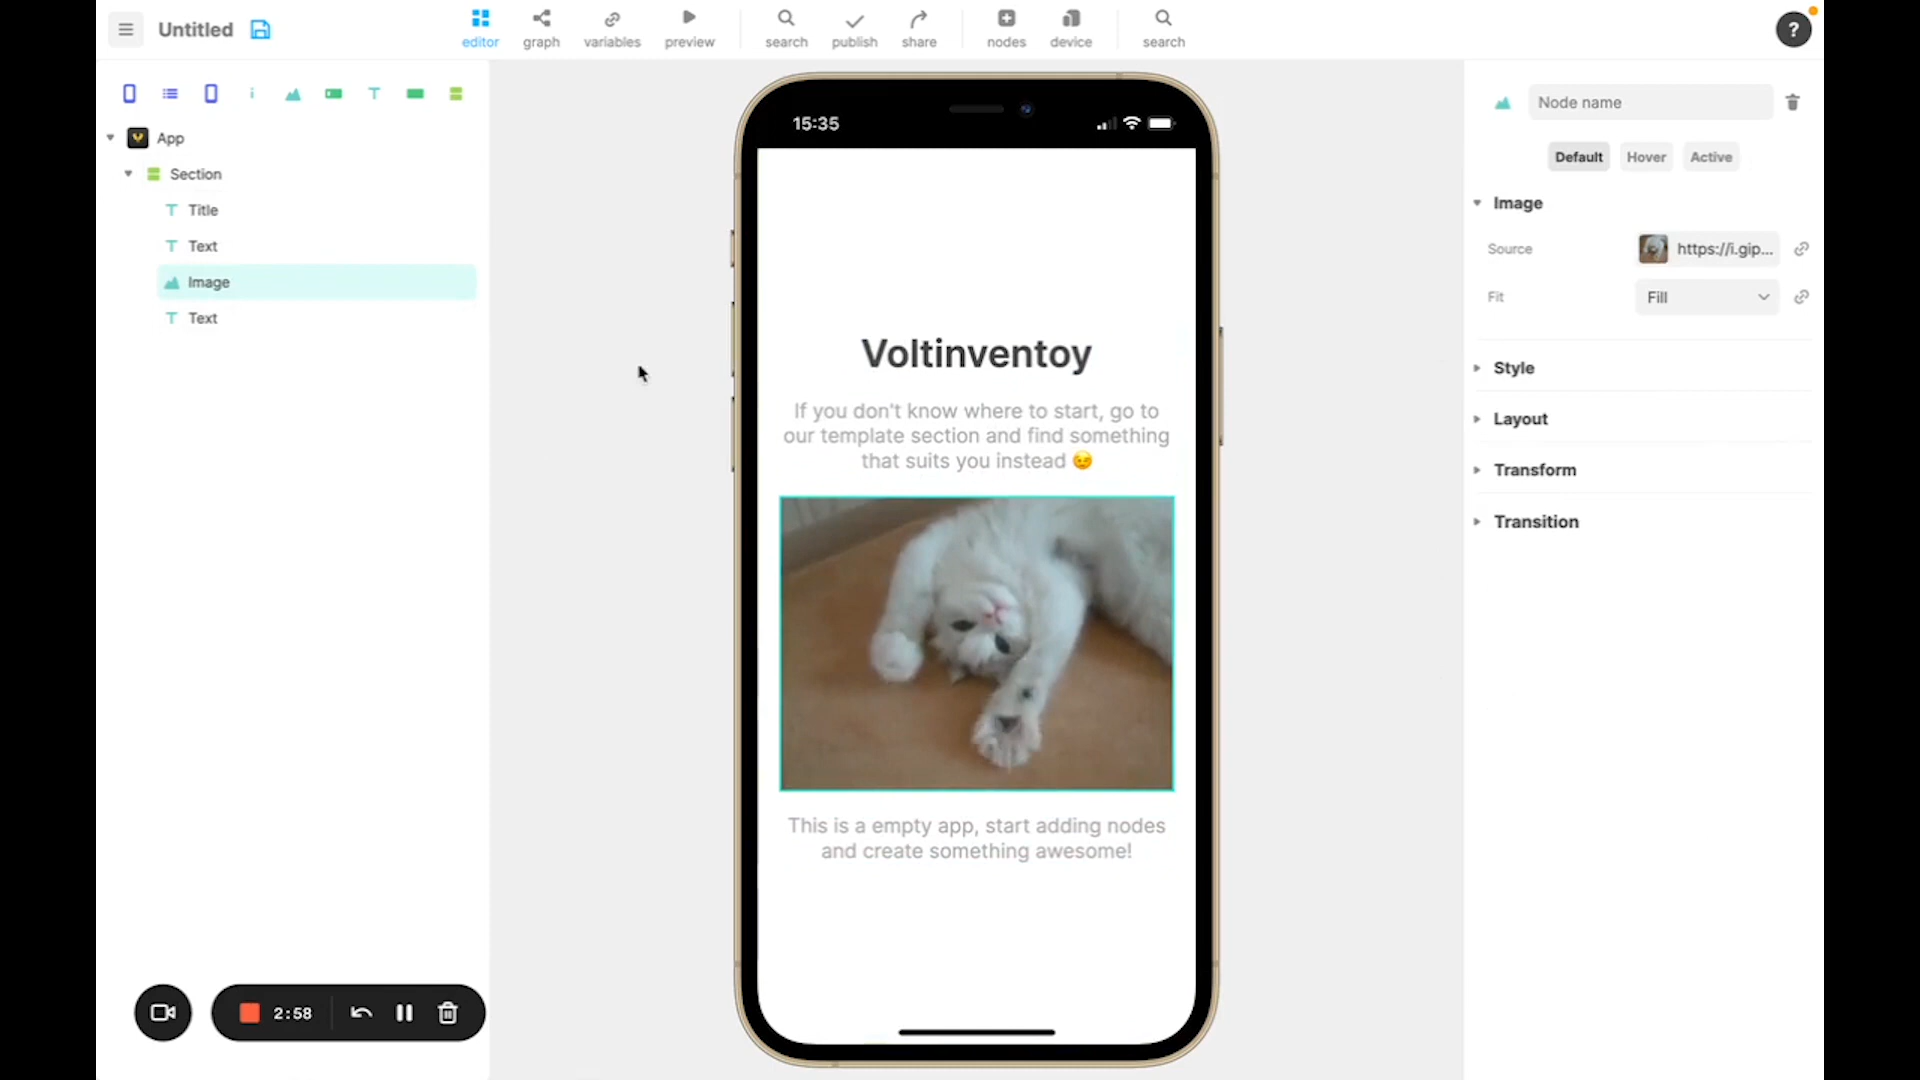 Untitled
editor
graph
variables
preview
search
publish
share
nodes
device
search
?
App
Section
Title
Text
Image
Text
2:58
15:35
Voltinventoy
If you don't know where to start, go to
our template section and find something
that suits you instead 😉
This is a empty app, start adding nodes
and create something awesome!
Node name
Default
Hover
Active
Image
Source
https://i.gip...
Fit
Fill
Style
Layout
Transform
Transition